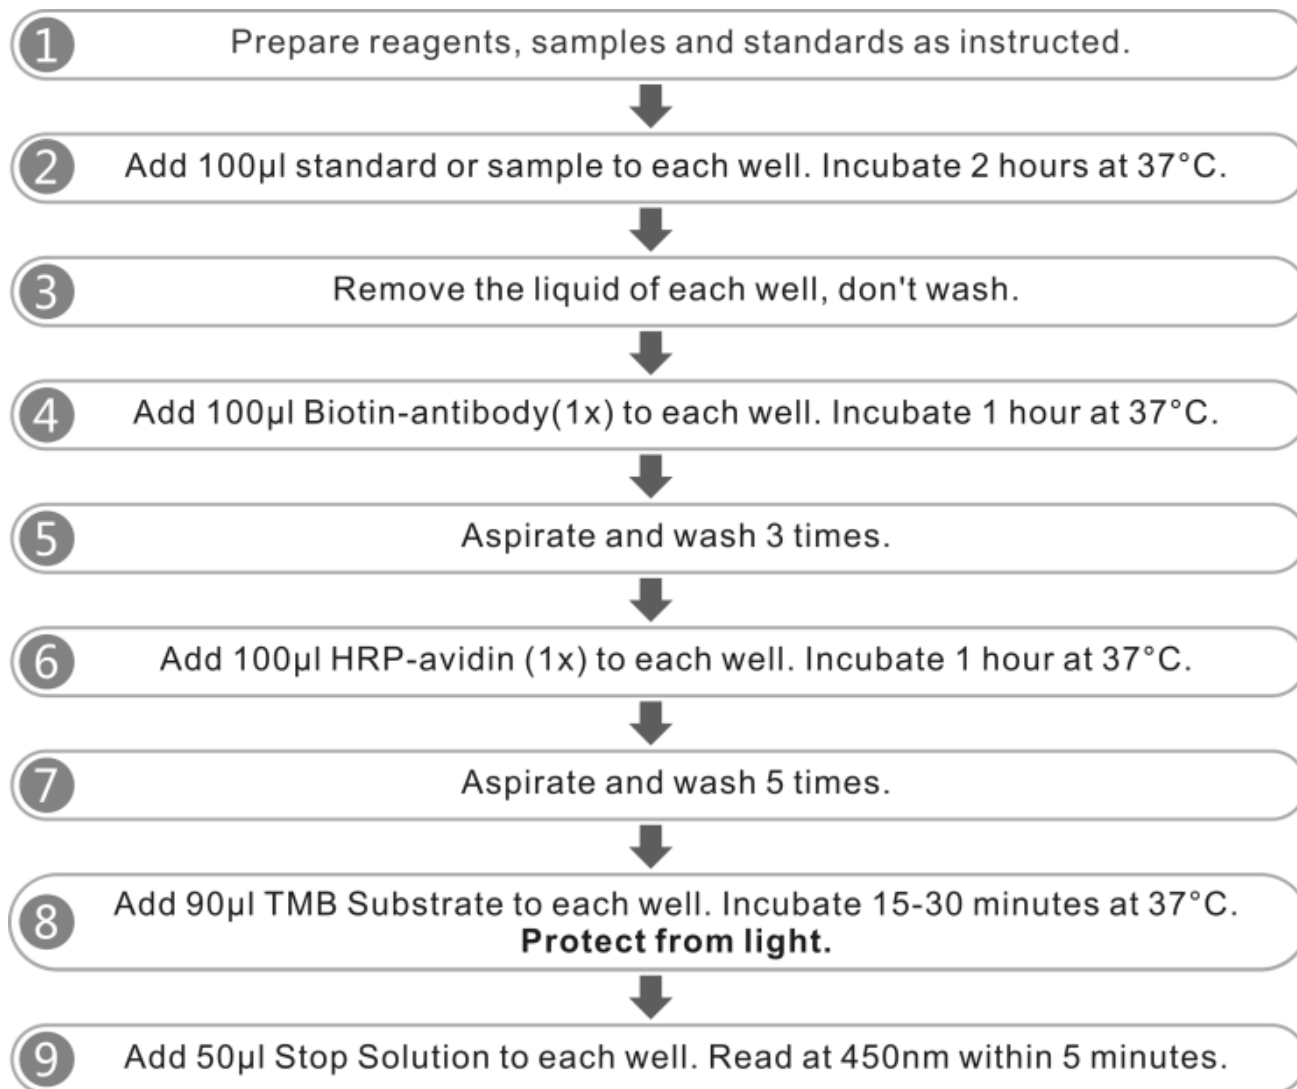 1 Prepare reagents, samples and standards as instructed.
2 Add 100µl standard or sample to each well. Incubate 2 hours at 37°C.
3 Remove the liquid of each well, don't wash.
4 Add 100µl Biotin-antibody(1x) to each well. Incubate 1 hour at 37°C.
5 Aspirate and wash 3 times.
6 Add 100µl HRP-avidin (1x) to each well. Incubate 1 hour at 37°C.
7 Aspirate and wash 5 times.
8 Add 90µl TMB Substrate to each well. Incubate 15-30 minutes at 37°C.
Protect from light.
9 Add 50µl Stop Solution to each well. Read at 450nm within 5 minutes.